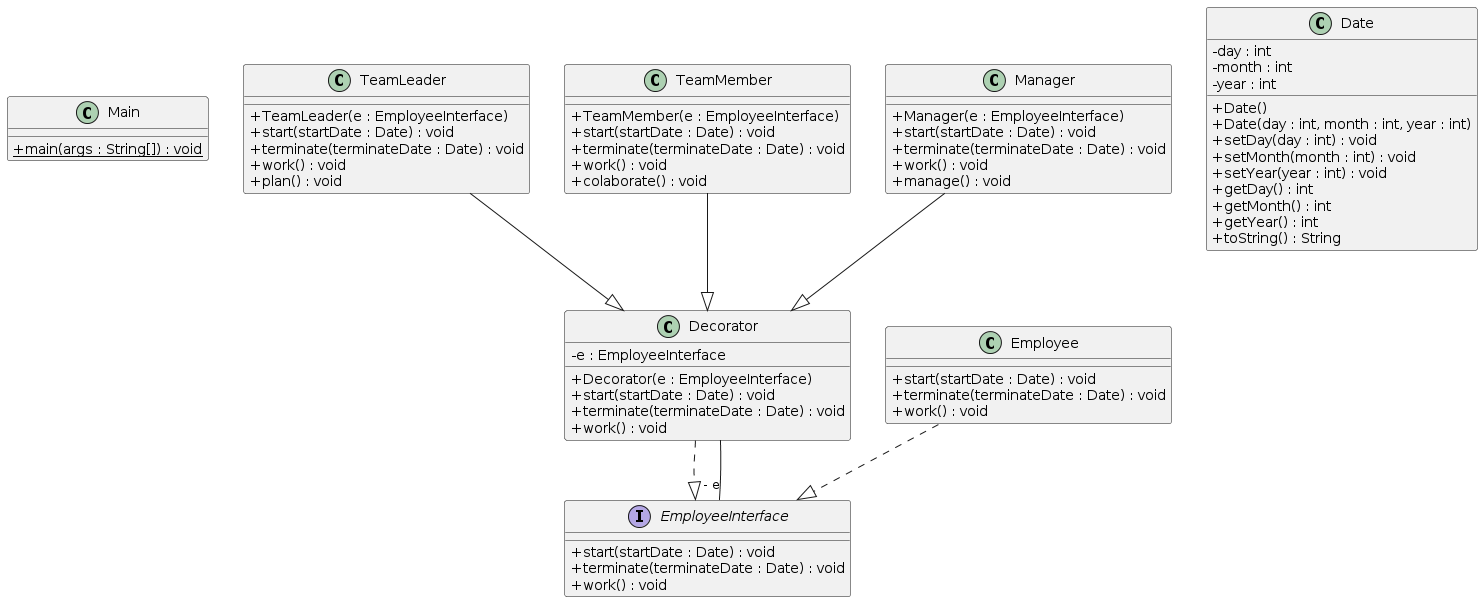 C Main
+main(args : String[]) : void
C TeamLeader
+TeamLeader(e : EmployeeInterface)
+start(startDate : Date) : void
+terminate(terminateDate : Date) : void
+work() : void
+plan() : void
C TeamMember
+TeamMember(e : EmployeeInterface)
+start(startDate : Date) : void
+terminate(terminateDate : Date) : void
+work() : void
+colaborate() : void
C Manager
+Manager(e : EmployeeInterface)
+start(startDate : Date) : void
+terminate(terminateDate : Date) : void
+work() : void
+manage() : void
C Date
-day : int
-month : int
-year : int
+Date()
+Date(day : int, month : int, year : int)
+setDay(day : int) : void
+setMonth(month : int) : void
+setYear(year : int) : void
+getDay() : int
+getMonth() : int
+getYear() : int
+toString() : String
C Decorator
-e : EmployeeInterface
+Decorator(e : EmployeeInterface)
+start(startDate : Date) : void
+terminate(terminateDate : Date) : void
+work() : void
C Employee
+start(startDate : Date) : void
+terminate(terminateDate : Date) : void
+work() : void
- e
I EmployeeInterface
+start(startDate : Date) : void
+terminate(terminateDate : Date) : void
+work() : void